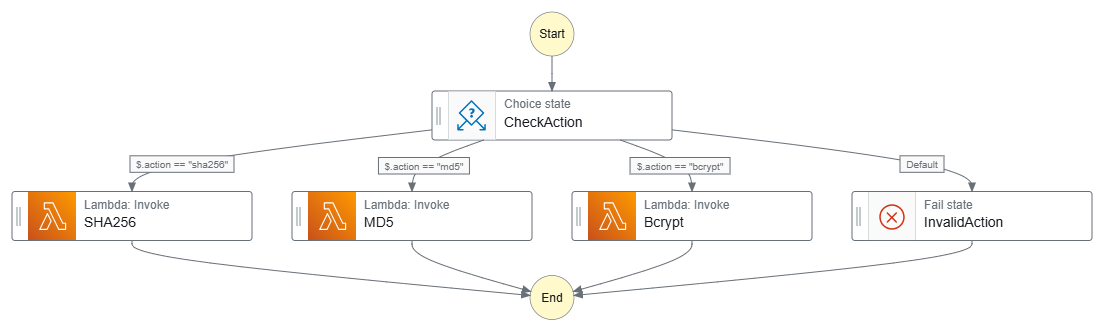 Start
Choice state
CheckAction
$.action == "sha256"
$.action == "md5"
$.action == "bcrypt"
Default
Lambda: Invoke
SHA256
Lambda: Invoke
MD5
Lambda: Invoke
Bcrypt
Fail state
InvalidAction
End